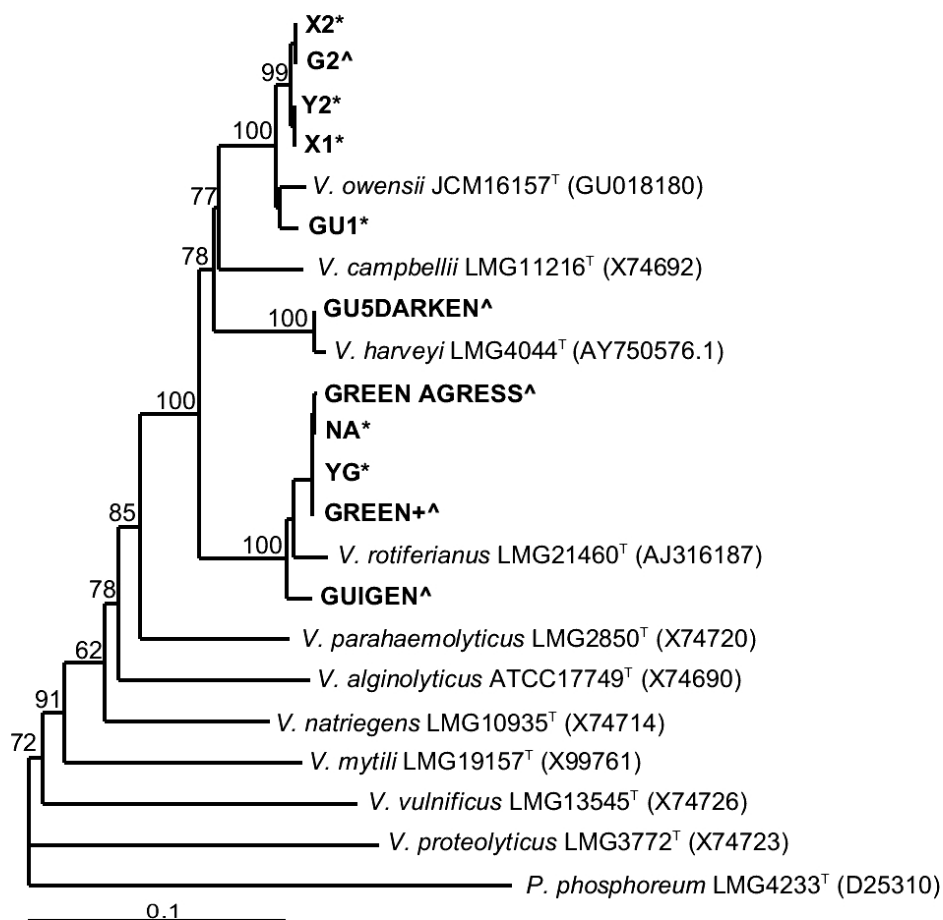 X2*
G2^
99
Y2*
100
X1*
V. owensii JCM16157ᵀ (GU018180)
77
GU1*
78
V. campbellii LMG11216ᵀ (X74692)
GU5DARKEN^
100
V. harveyi LMG4044ᵀ (AY750576.1)
GREEN AGRESS^
100
NA*
YG*
85
GREEN+^
100
V. rotiferianus LMG21460ᵀ (AJ316187)
78
GUIGEN^
V. parahaemolyticus LMG2850ᵀ (X74720)
62
V. alginolyticus ATCC17749ᵀ (X74690)
91
V. natriegens LMG10935ᵀ (X74714)
72
V. mytili LMG19157ᵀ (X99761)
V. vulnificus LMG13545ᵀ (X74726)
V. proteolyticus LMG3772ᵀ (X74723)
P. phosphoreum LMG4233ᵀ (D25310)
0.1